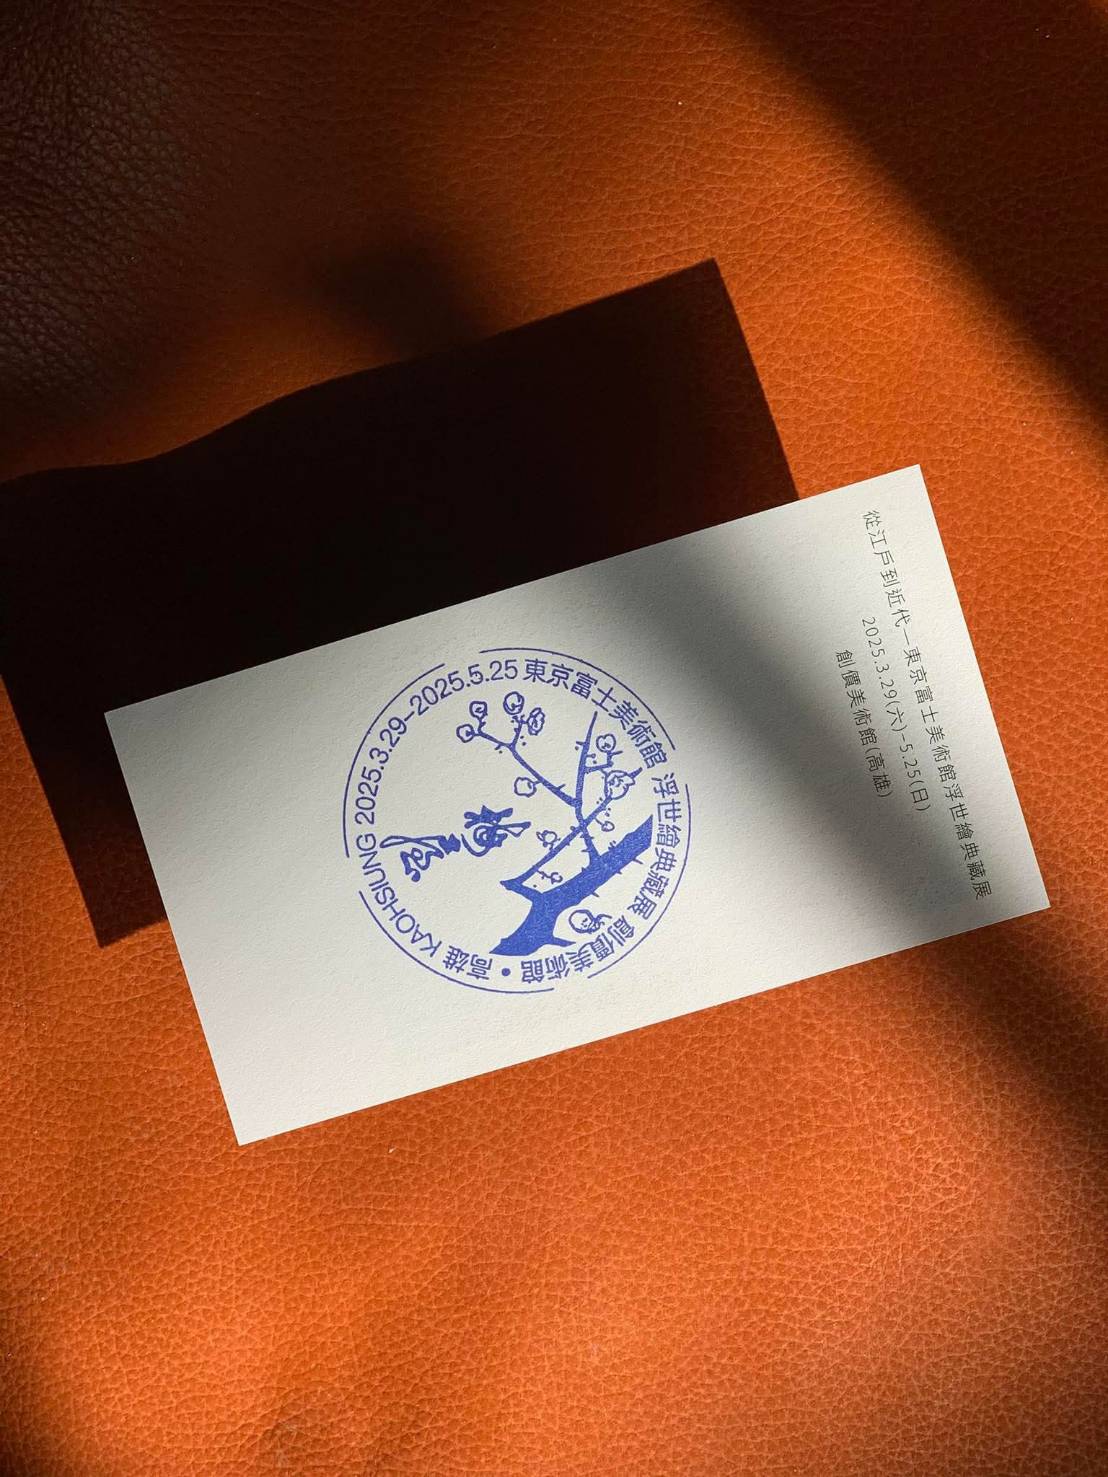 從江戶到近代—東京富士美術館浮世繪典藏展
2025.3.29(六)-5.25(日)
創價美術館(高雄)
高雄 KAOHSIUNG 2025.3.29-2025.5.25 東京富士美術館 浮世繪典藏展 創價美術館 •